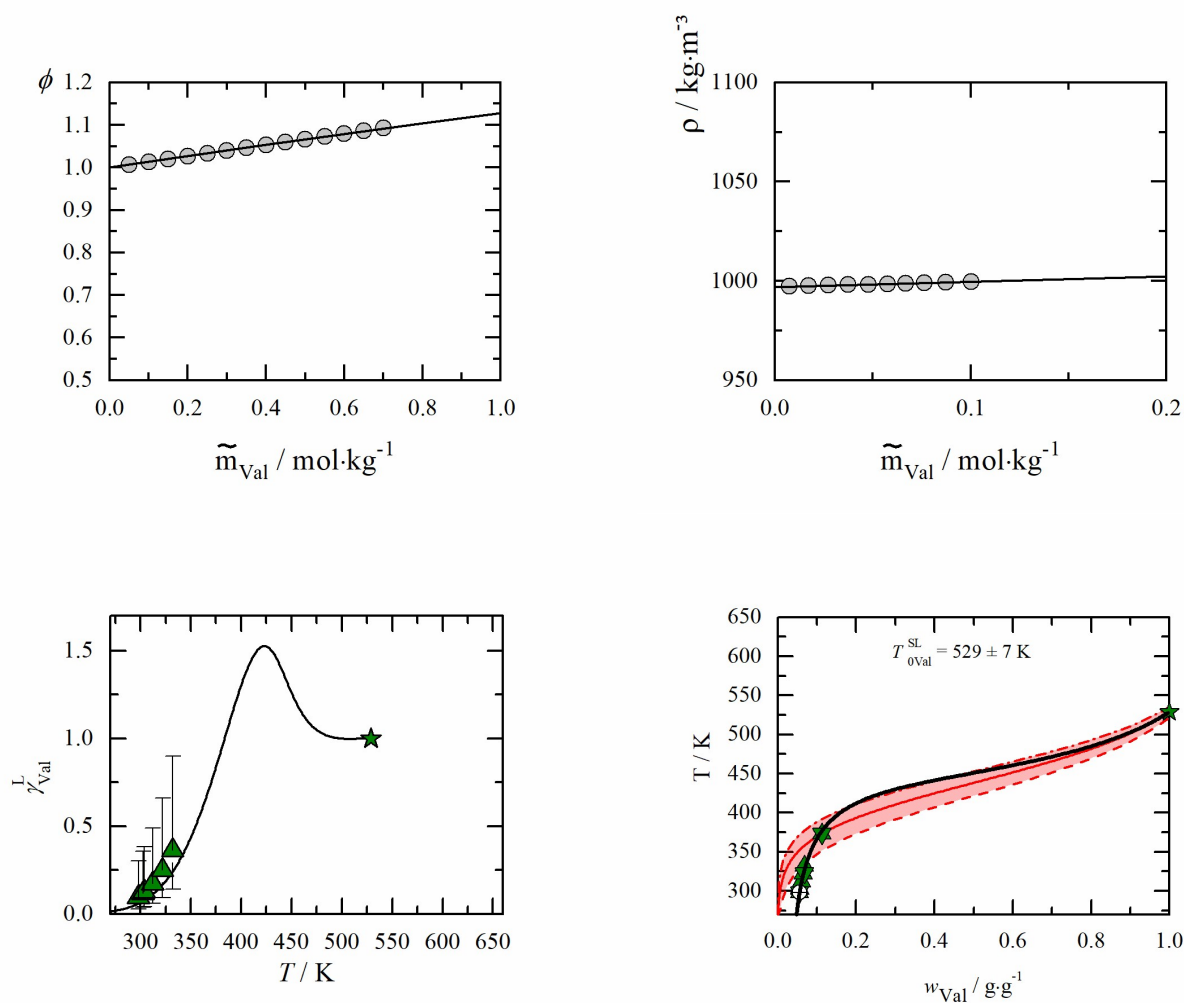 ϕ
1.2
1.1
1.0
0.9
0.8
0.7
0.6
0.5
0.0 0.2 0.4 0.6 0.8 1.0
m̃Val / mol·kg-1
ρ / kg·m-3
1100
1050
1000
950
0.0 0.1 0.2
m̃Val / mol·kg-1
γLVal
1.5
1.0
0.5
0.0
300 350 400 450 500 550 600 650
T / K
T / K
650
600
550
500
450
400
350
300
TSL0Val = 529 ± 7 K
0.0 0.2 0.4 0.6 0.8 1.0
wVal / g·g-1